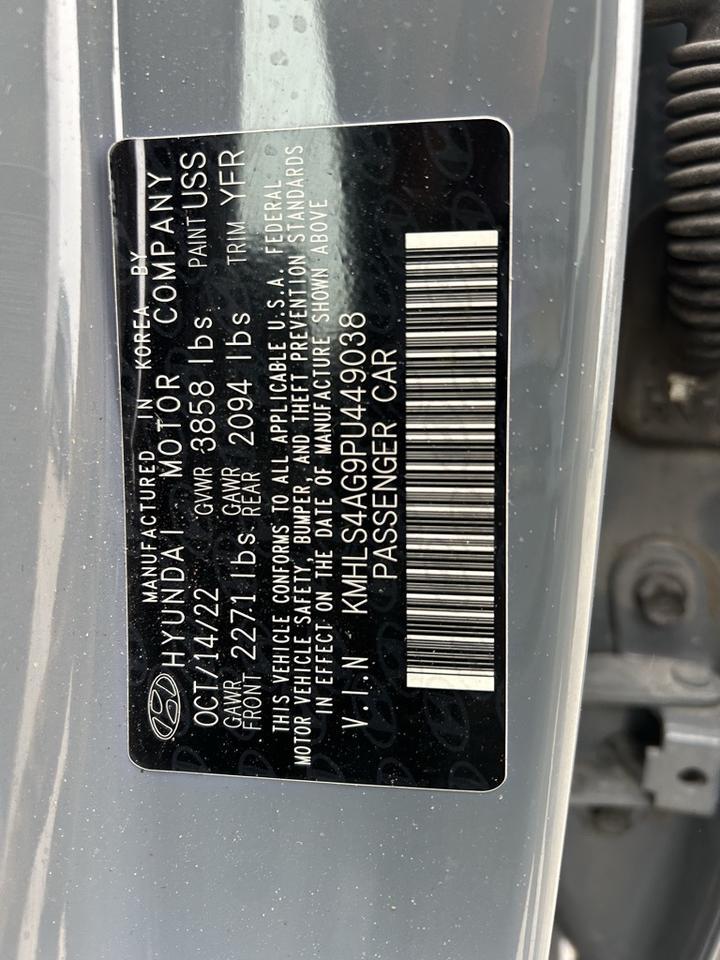 MANUFACTURED IN KOREA BY
HYUNDAI MOTOR COMPANY
OCT/14/22 GVWR 3858 lbs PAINT USS
GAWR FRONT 2271 lbs GAWR REAR 2094 lbs TRIM YFR
THIS VEHICLE CONFORMS TO ALL APPLICABLE U.S.A. FEDERAL
MOTOR VEHICLE SAFETY, BUMPER, AND THEFT PREVENTION STANDARDS
IN EFFECT ON THE DATE OF MANUFACTURE SHOWN ABOVE
V.I.N KMHLS4AG9PU449038
PASSENGER CAR